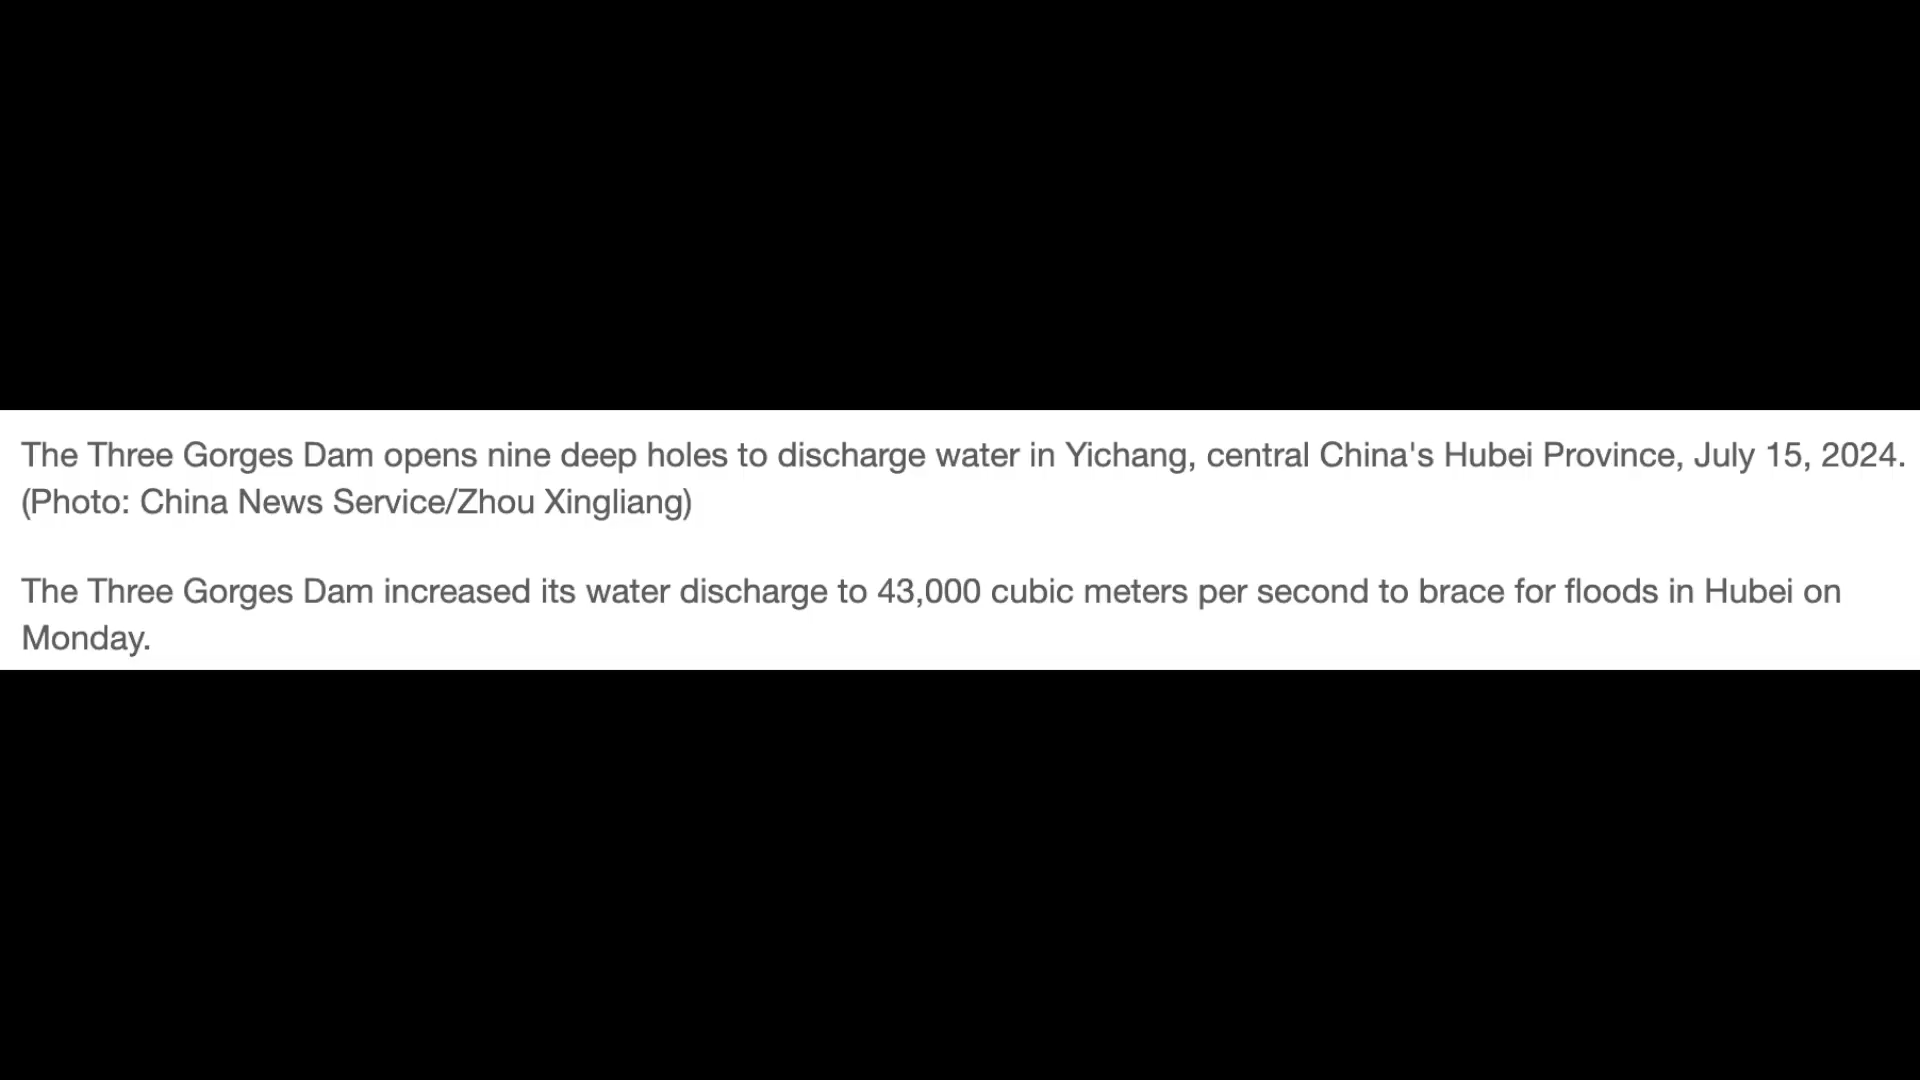 The Three Gorges Dam opens nine deep holes to discharge water in Yichang, central China's Hubei Province, July 15, 2024.
(Photo: China News Service/Zhou Xingliang)
The Three Gorges Dam increased its water discharge to 43,000 cubic meters per second to brace for floods in Hubei on
Monday.